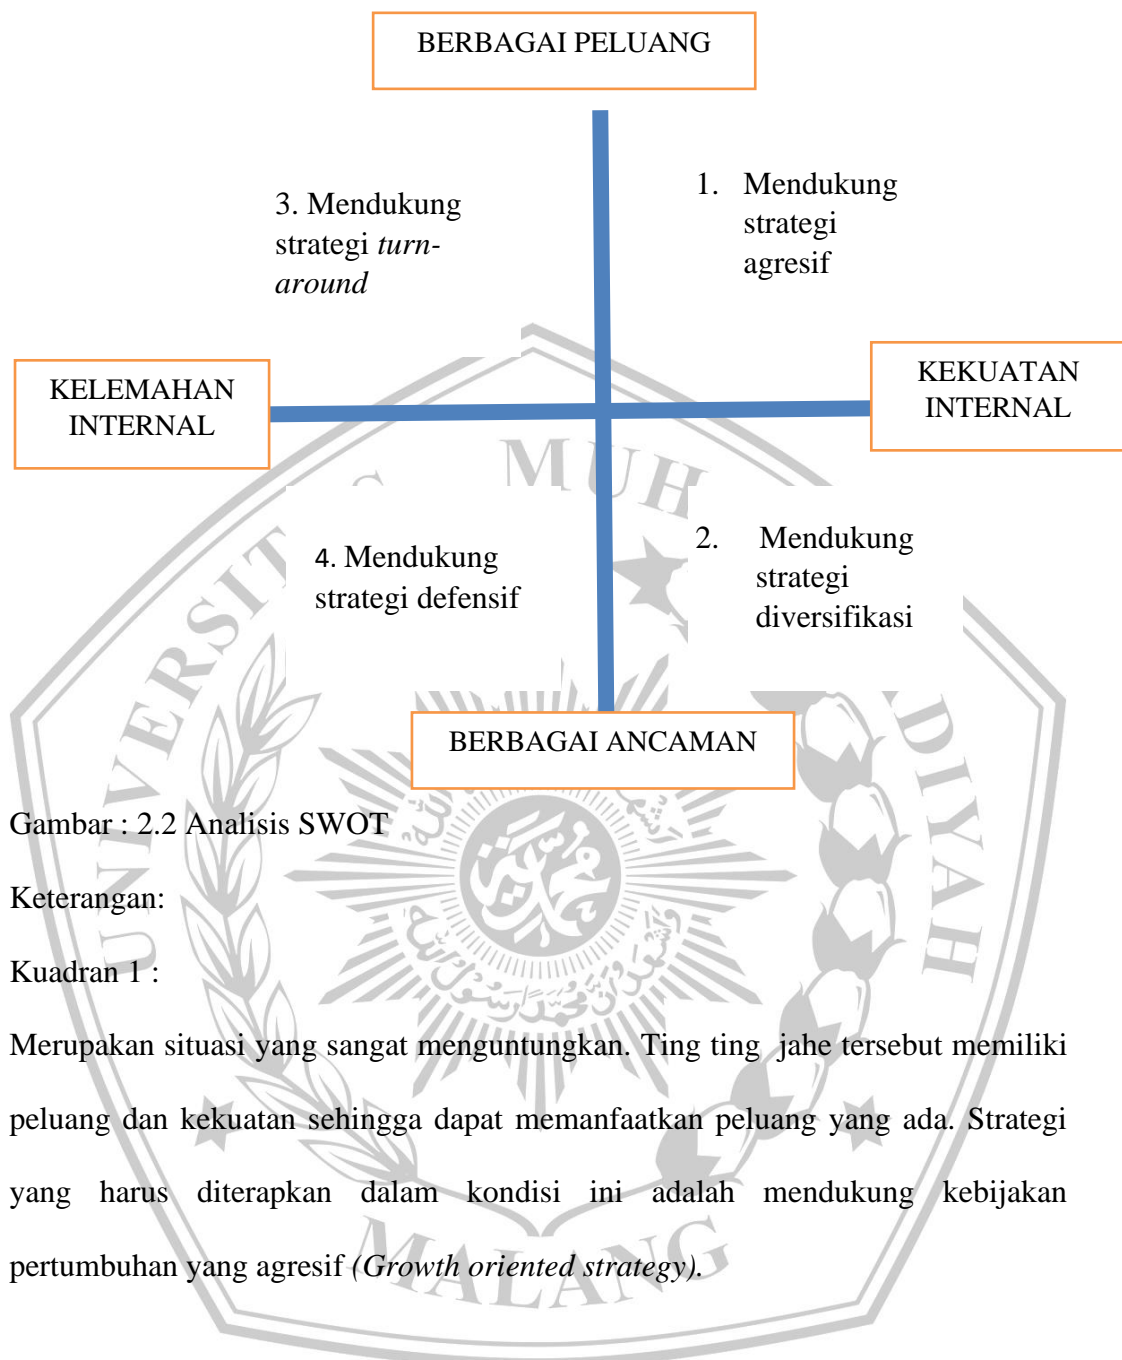 BERBAGAI PELUANG
3. Mendukung
strategi turn-
around
1. Mendukung
strategi
agresif
KELEMAHAN
INTERNAL
KEKUATAN
INTERNAL
4. Mendukung
strategi defensif
2. Mendukung
strategi
diversifikasi
BERBAGAI ANCAMAN
Gambar : 2.2 Analisis SWOT
Keterangan:
Kuadran 1 :
Merupakan situasi yang sangat menguntungkan. Ting ting jahe tersebut memiliki
peluang dan kekuatan sehingga dapat memanfaatkan peluang yang ada. Strategi
yang harus diterapkan dalam kondisi ini adalah mendukung kebijakan
pertumbuhan yang agresif (Growth oriented strategy).
MALANG